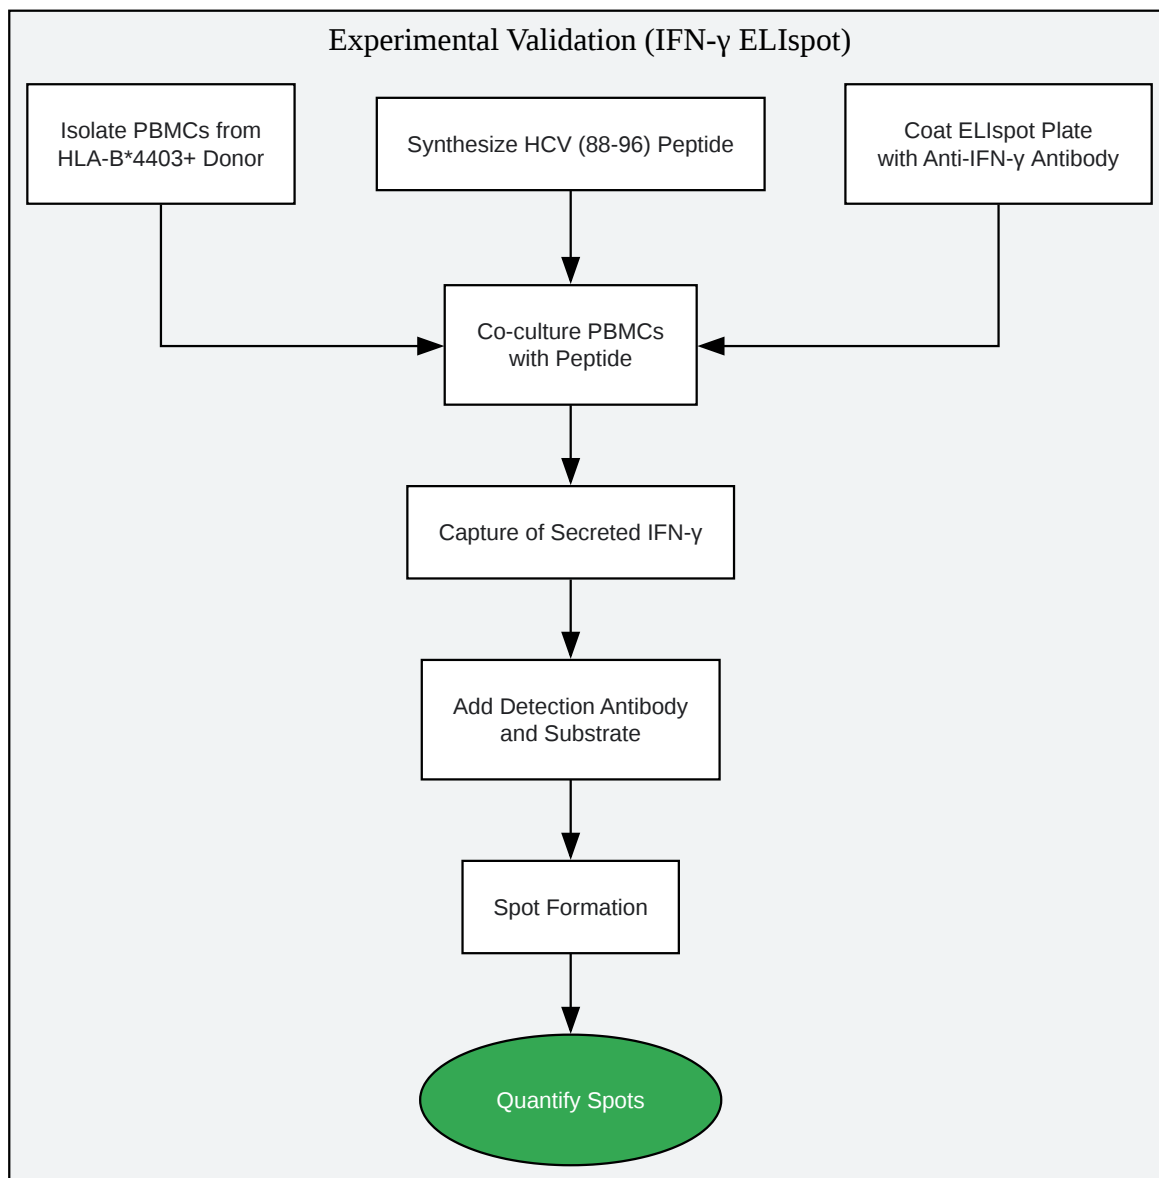 Experimental Validation (IFN-γ ELIspot)
Isolate PBMCs from
HLA-B*4403+ Donor
Synthesize HCV (88-96) Peptide
Coat ELIspot Plate
with Anti-IFN-γ Antibody
Co-culture PBMCs
with Peptide
Capture of Secreted IFN-γ
Add Detection Antibody
and Substrate
Spot Formation
Quantify Spots